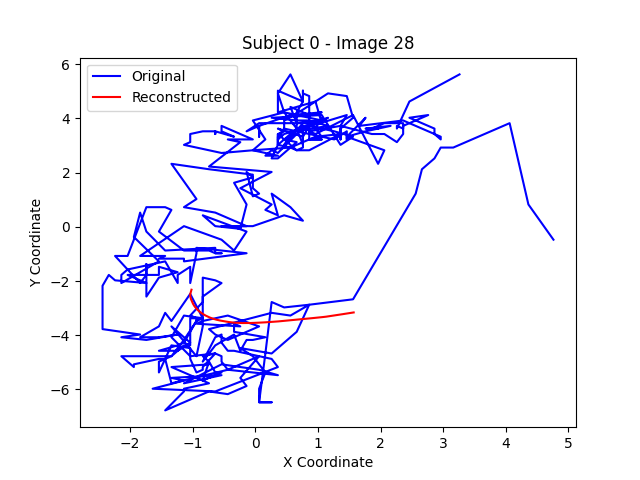 Subject 0 - Image 28
Original
Reconstructed
6
4
2
0
−2
−4
−6
Y Coordinate
−2 −1 0 1 2 3 4 5
X Coordinate